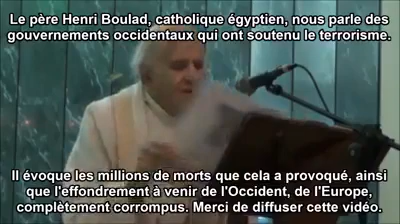 Le père Henri Boulad, catholique égyptien, nous parle des
gouvernements occidentaux qui ont soutenu le terrorisme.
Il évoque les millions de morts que cela a provoqué, ainsi
que l'effondrement à venir de l'Occident, de l'Europe,
complètement corrompus. Merci de diffuser cette vidéo.